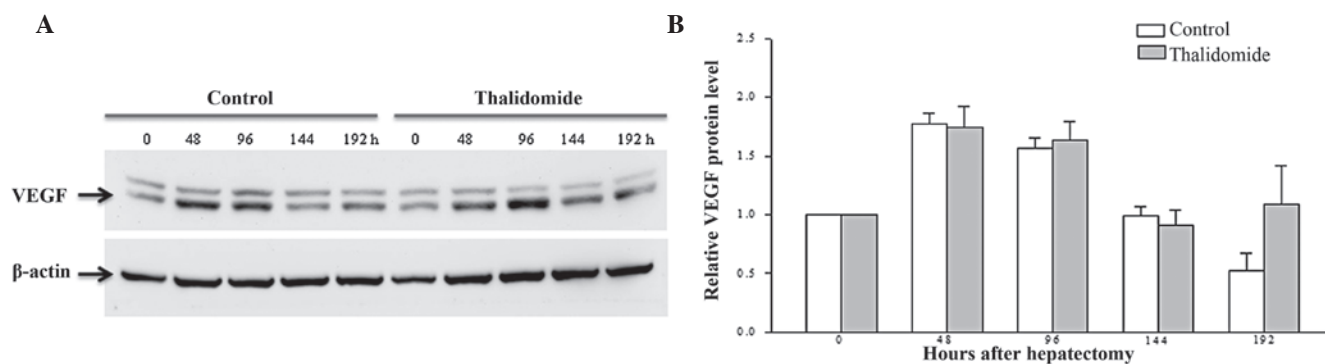 A
Control
Thalidomide
0 48 96 144 192 h 0 48 96 144 192 h
VEGF
β-actin
B
Control
Thalidomide
Relative VEGF protein level
2.5
2.0
1.5
1.0
0.5
0.0
0 48 96 144 192
Hours after hepatectomy